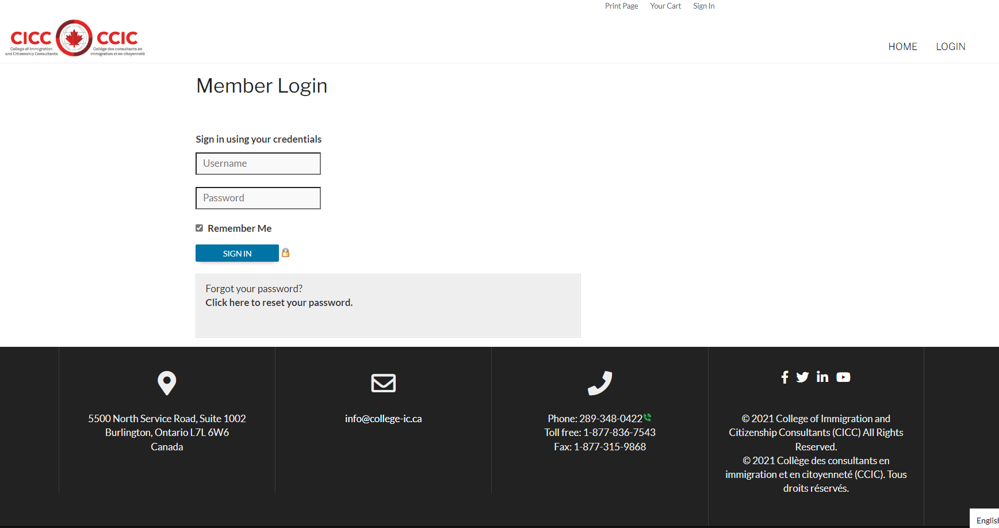 Print Page Your Cart Sign In
CICC CCIC
College of Immigration Collège des consultants en
and Citizenship Consultants immigration et en citoyenneté
HOME LOGIN
Member Login
Sign in using your credentials
Username
Password
Remember Me
SIGN IN
Forgot your password?
Click here to reset your password.
5500 North Service Road, Suite 1002
Burlington, Ontario L7L 6W6
Canada
info@college-ic.ca
Phone: 289-348-0422
Toll free: 1-877-836-7543
Fax: 1-877-315-9868
© 2021 College of Immigration and
Citizenship Consultants (CICC) All Rights
Reserved.
© 2021 Collège des consultants en
immigration et en citoyenneté (CCIC). Tous
droits réservés.
English